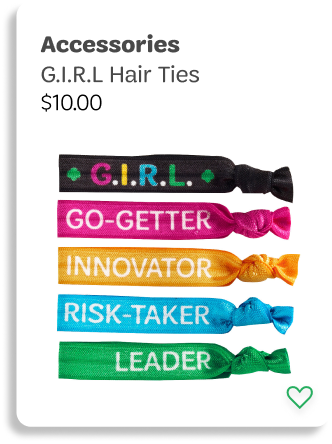 Accessories
G.I.R.L Hair Ties
$10.00
G.I.R.L.
GO-GETTER
INNOVATOR
RISK-TAKER
LEADER